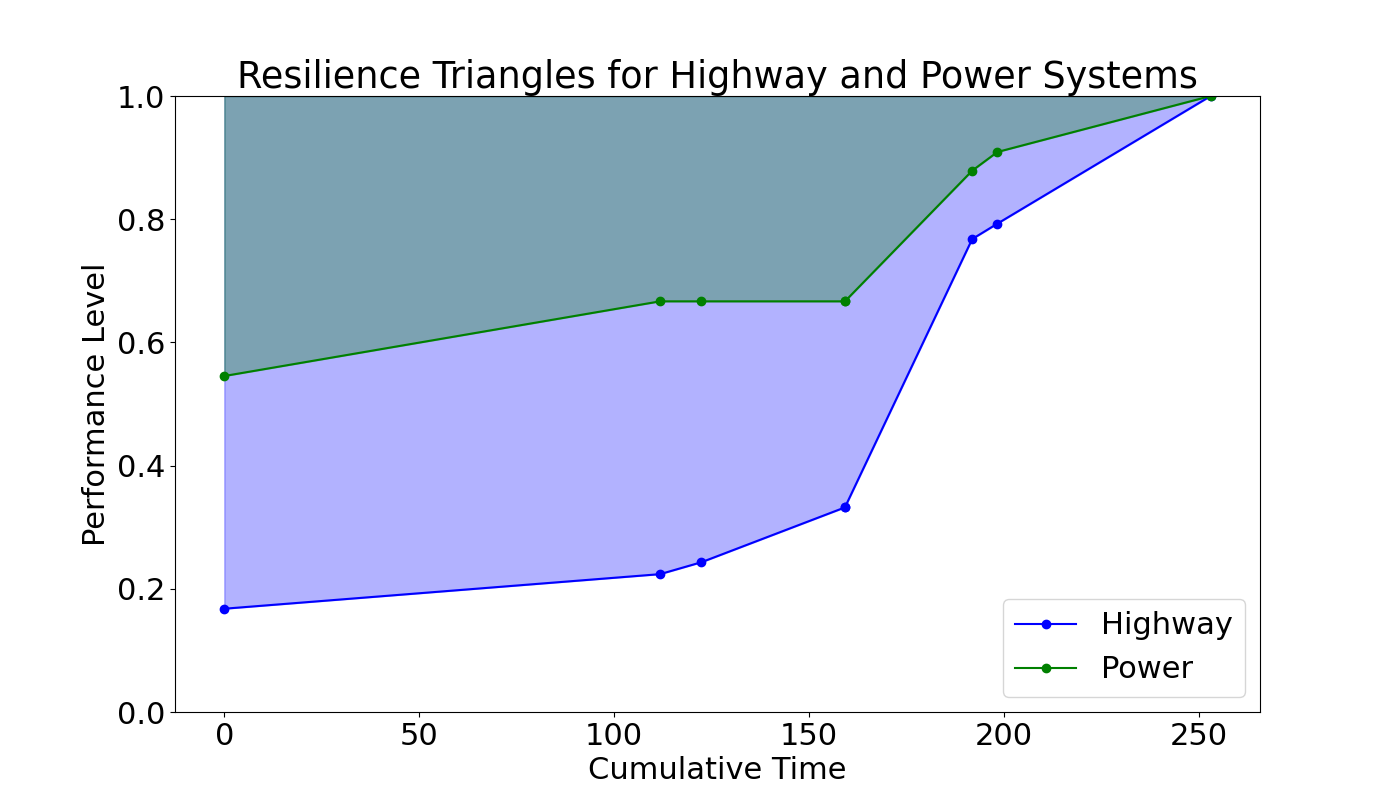 Resilience Triangles for Highway and Power Systems
1.0
0.8
0.6
0.4
0.2
0.0
Performance Level
0 50 100 150 200 250
Cumulative Time
Highway
Power